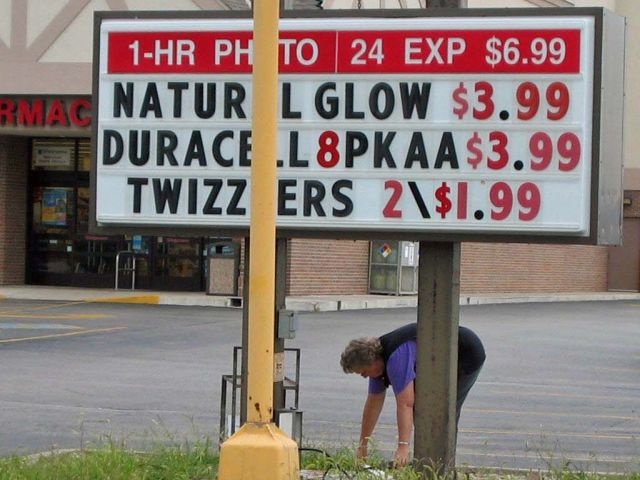 1-HR PH TO 24 EXP $6.99
NATUR L GLOW $3.99
DURACELL 8PKAA $3.99
TWIZZ ERS 2\$1.99
RMAC